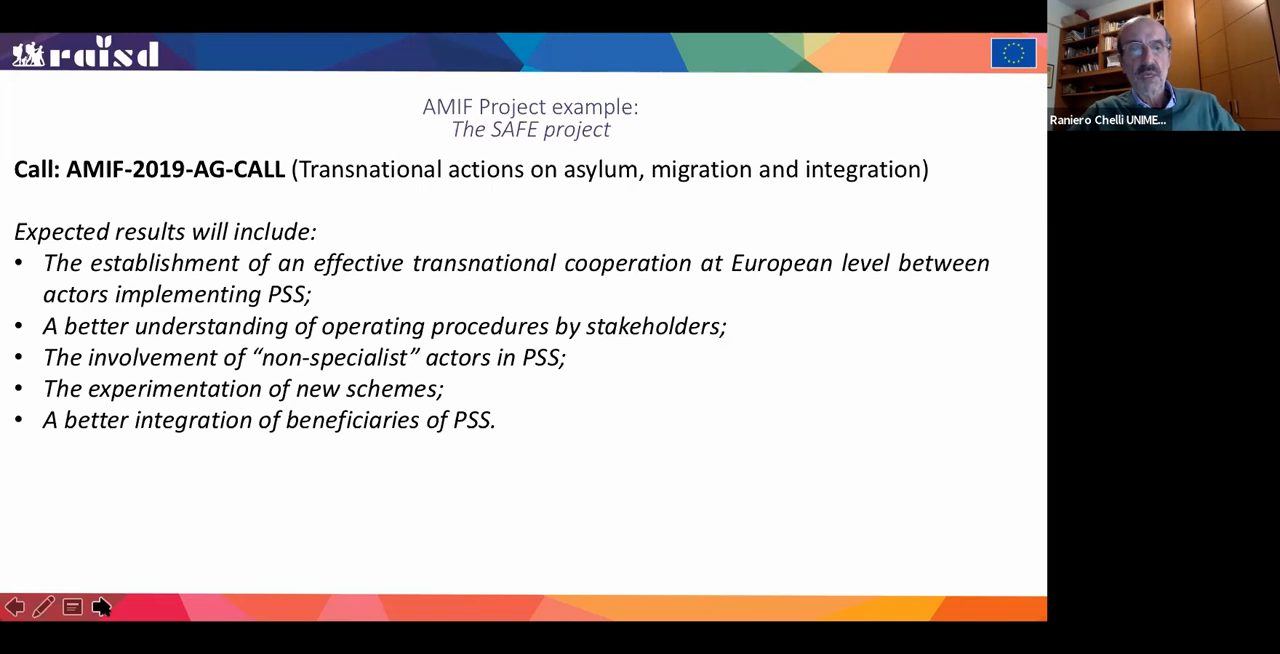 raisd
AMIF Project example:
The SAFE project
Call: AMIF-2019-AG-CALL (Transnational actions on asylum, migration and integration)
Expected results will include:
• The establishment of an effective transnational cooperation at European level between
actors implementing PSS;
• A better understanding of operating procedures by stakeholders;
• The involvement of “non-specialist” actors in PSS;
• The experimentation of new schemes;
• A better integration of beneficiaries of PSS.
Raniero Chelli UNIME...